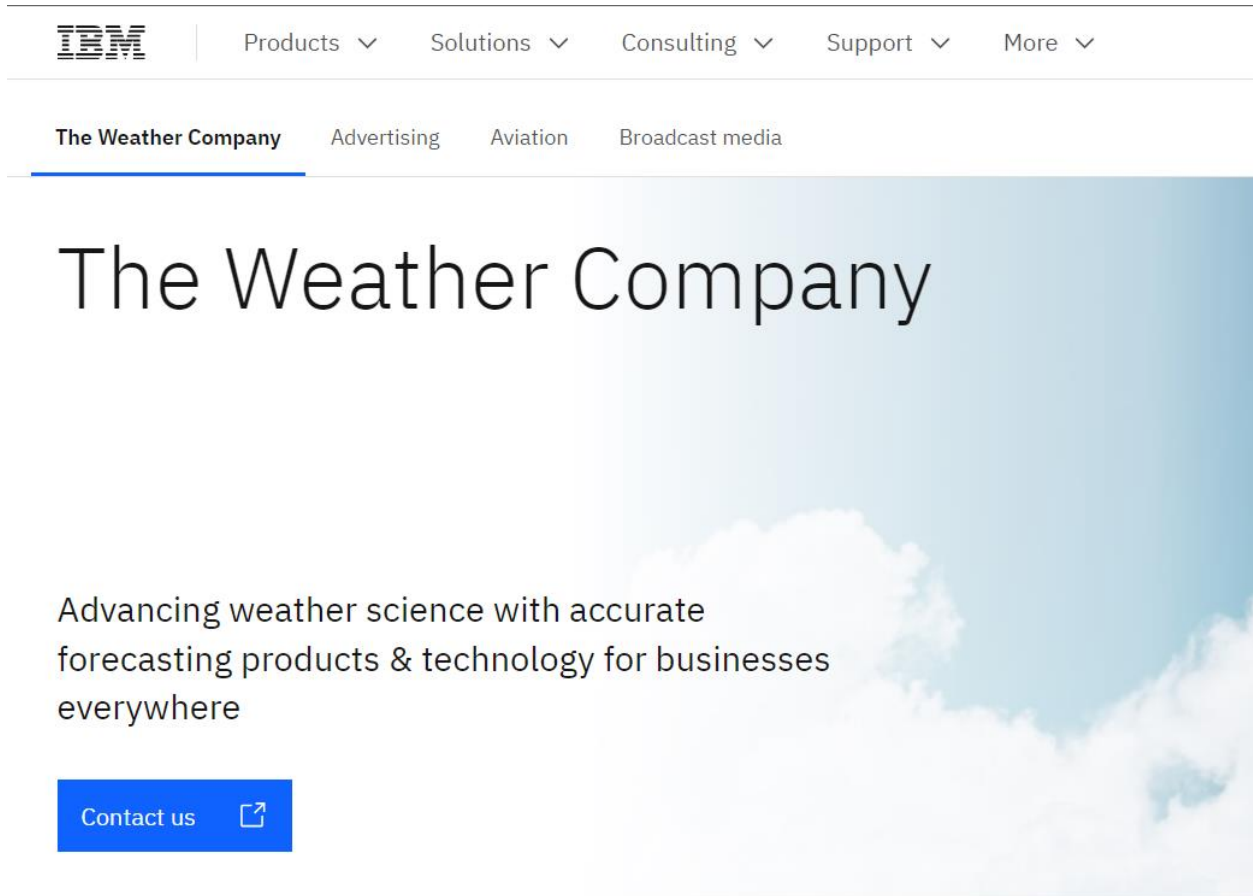 IBM Products Solutions Consulting Support More
The Weather Company Advertising Aviation Broadcast media
The Weather Company
Advancing weather science with accurate
forecasting products & technology for businesses
everywhere
Contact us